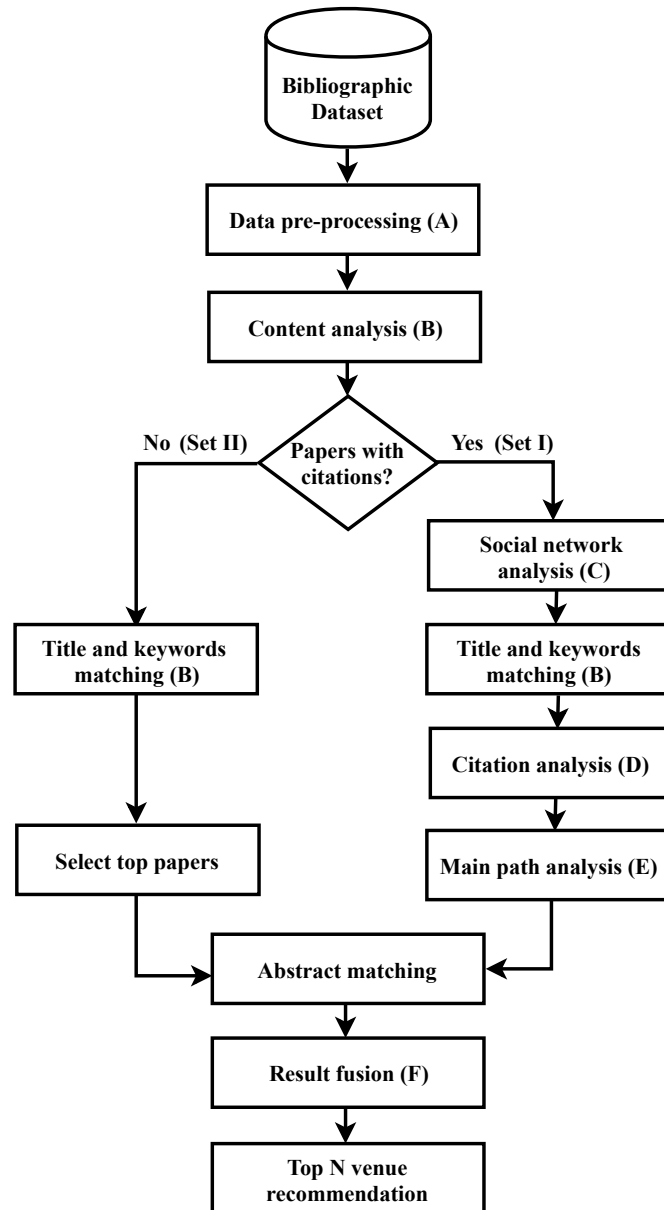 Bibliographic
Dataset
Data pre-processing (A)
Content analysis (B)
No (Set II)
Papers with
citations?
Yes (Set I)
Social network
analysis (C)
Title and keywords
matching (B)
Title and keywords
matching (B)
Citation analysis (D)
Select top papers
Main path analysis (E)
Abstract matching
Result fusion (F)
Top N venue
recommendation